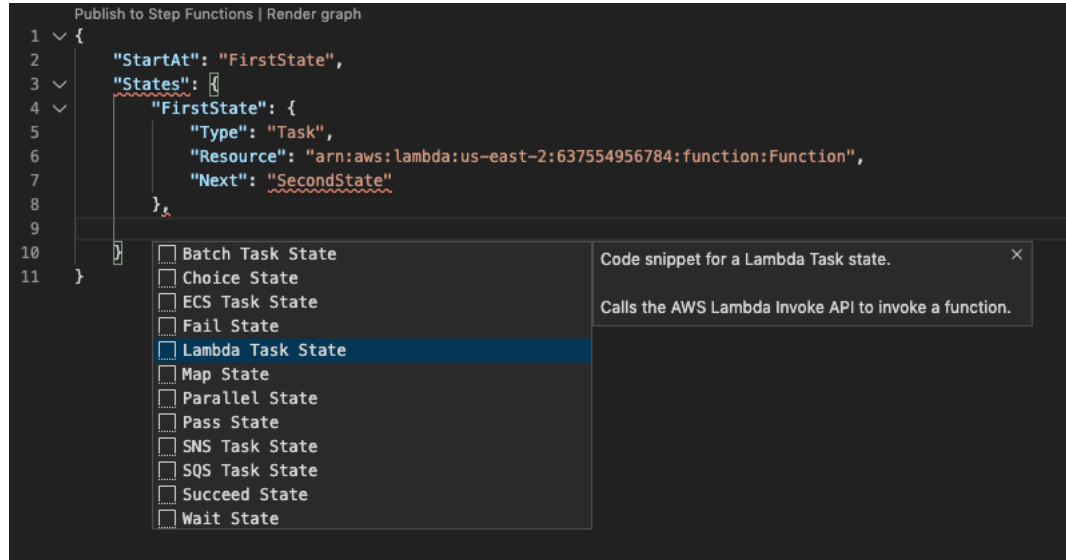 Publish to Step Functions | Render graph
1 {
2 "StartAt": "FirstState",
3 "States": {
4 "FirstState": {
5 "Type": "Task",
6 "Resource": "arn:aws:lambda:us-east-2:637554956784:function:Function",
7 "Next": "SecondState"
8 },
9
10 }
11 }
Batch Task State
Choice State
ECS Task State
Fail State
Lambda Task State
Map State
Parallel State
Pass State
SNS Task State
SQS Task State
Succeed State
Wait State
Code snippet for a Lambda Task state.
Calls the AWS Lambda Invoke API to invoke a function.